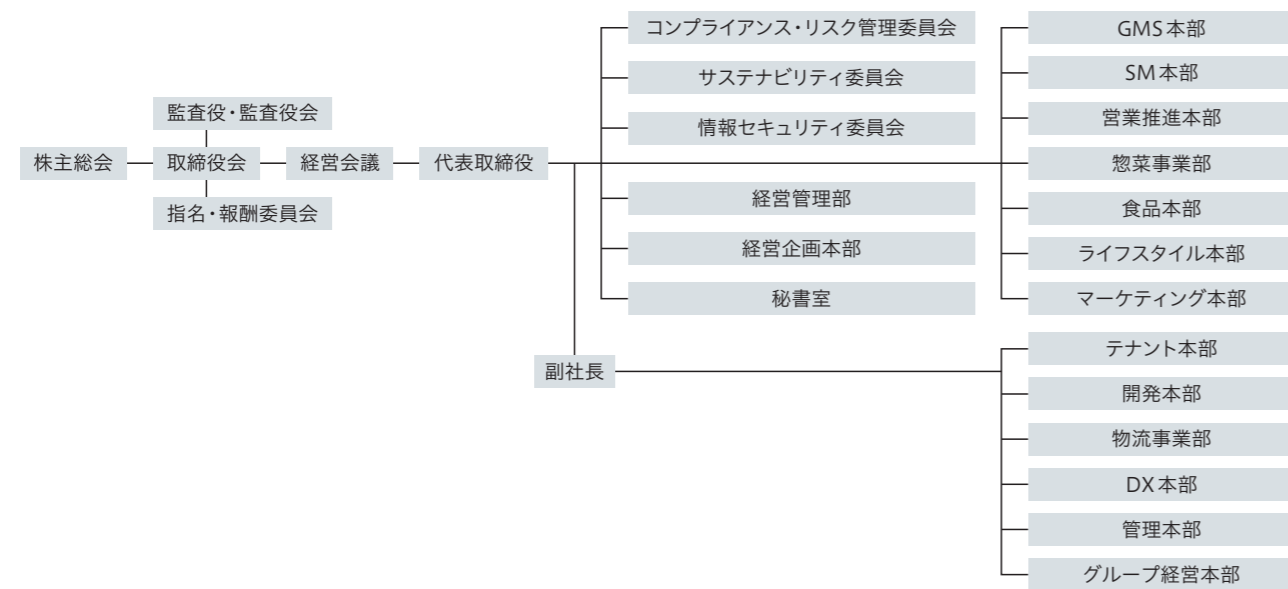 監査役・監査役会
株主総会
取締役会
経営会議
代表取締役
指名・報酬委員会
コンプライアンス・リスク管理委員会
サステナビリティ委員会
情報セキュリティ委員会
経営管理部
経営企画本部
秘書室
副社長
GMS本部
SM本部
営業推進本部
惣菜事業部
食品本部
ライフスタイル本部
マーケティング本部
テナント本部
開発本部
物流事業部
DX本部
管理本部
グループ経営本部